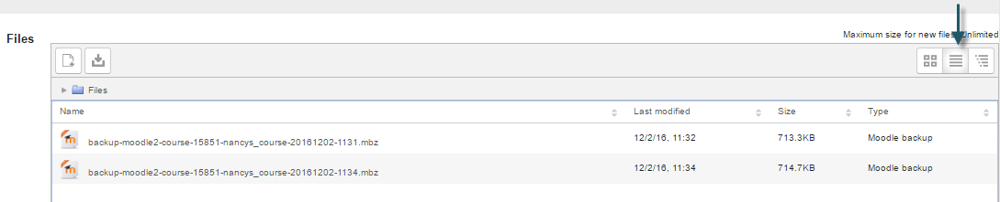 Maximum size for new files: Unlimited
Files
Files
Name Last modified Size Type
backup-moodle2-course-15851-nancys_course-20161202-1131.mbz 12/2/16, 11:32 713.3KB Moodle backup
backup-moodle2-course-15851-nancys_course-20161202-1134.mbz 12/2/16, 11:34 714.7KB Moodle backup